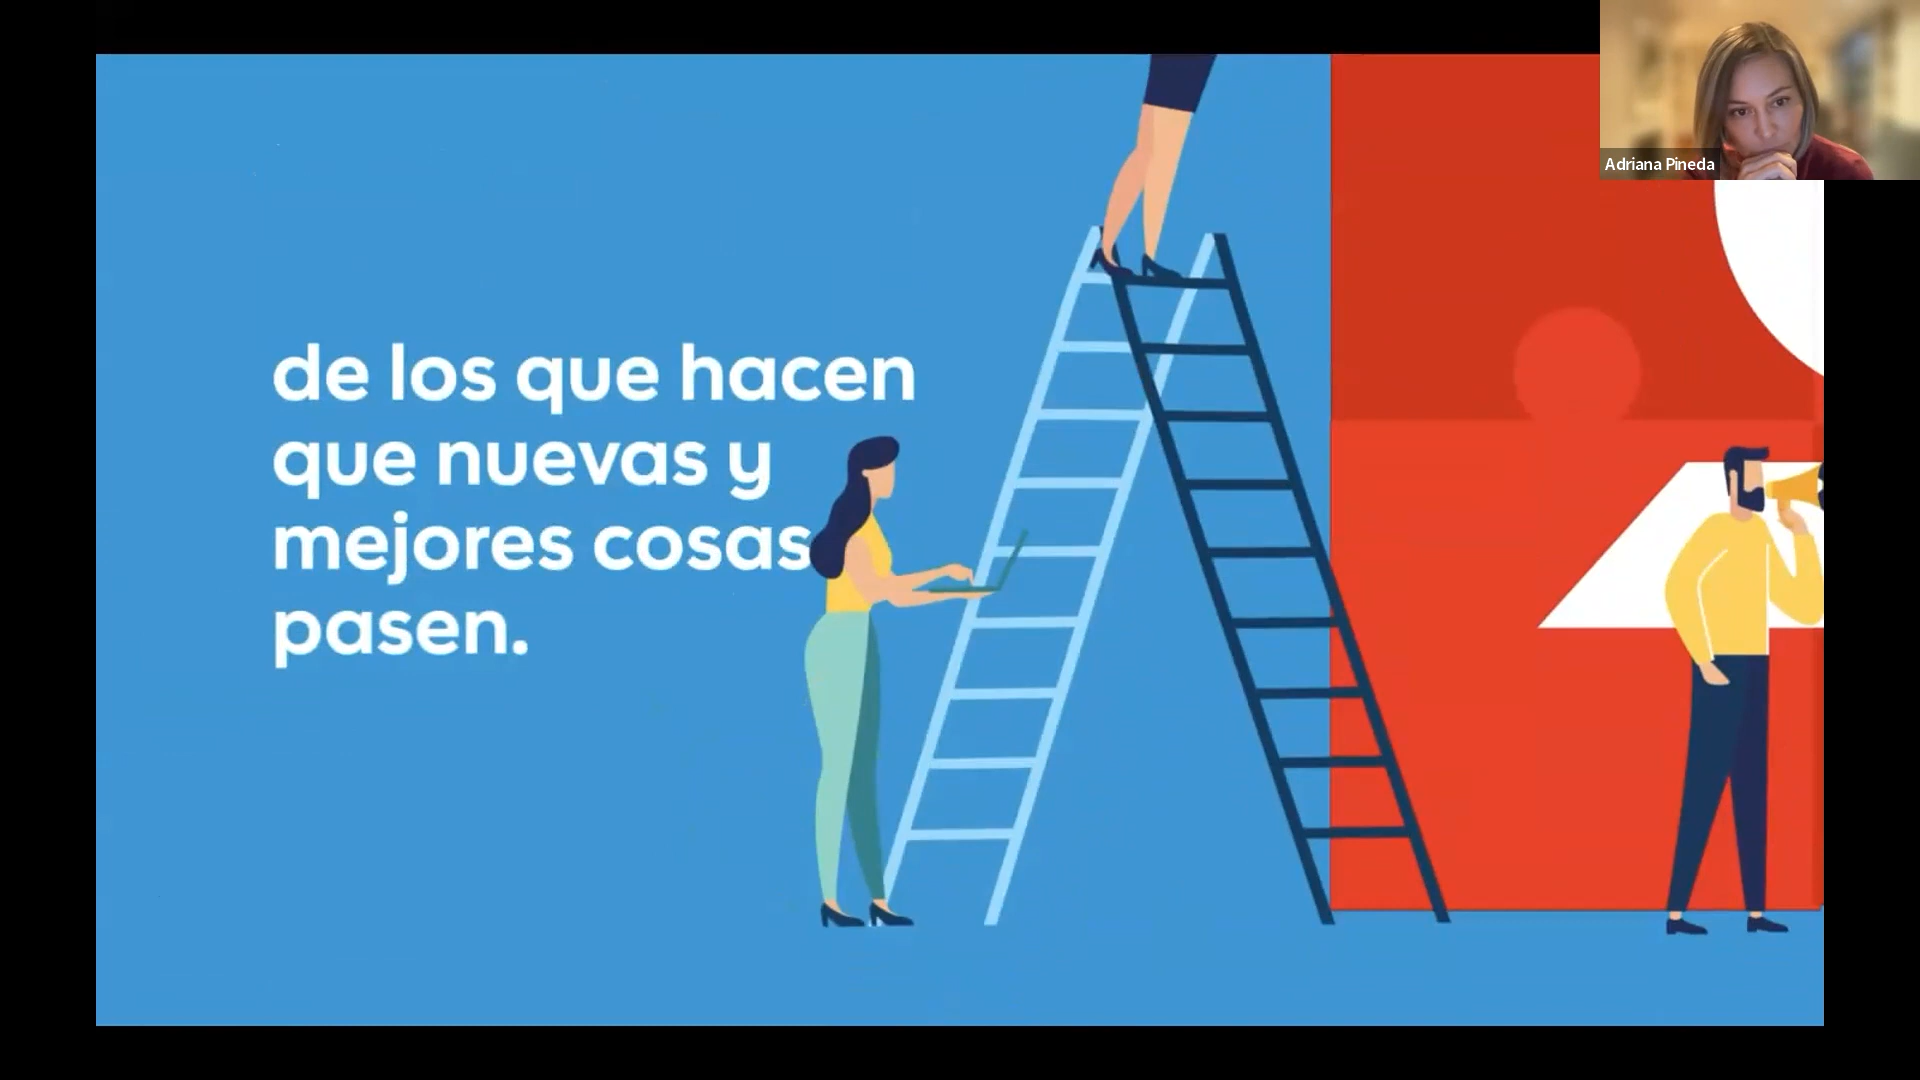 de los que hacen
que nuevas y
mejores cosas
pasen.
Adriana Pineda